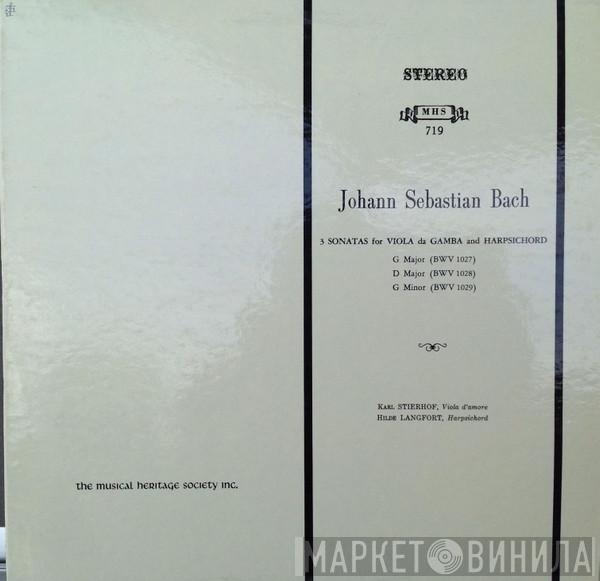 STEREO
MHS
719
Johann Sebastian Bach
3 SONATAS for VIOLA da GAMBA and HARPSICHORD
G Major (BWV 1027)
D Major (BWV 1028)
G Minor (BWV 1029)
KARL STIERHOF, Viola d'amore
HILDE LANGFORT, Harpsichord
the musical heritage society inc.
МАРКЕТ ВИНИЛА